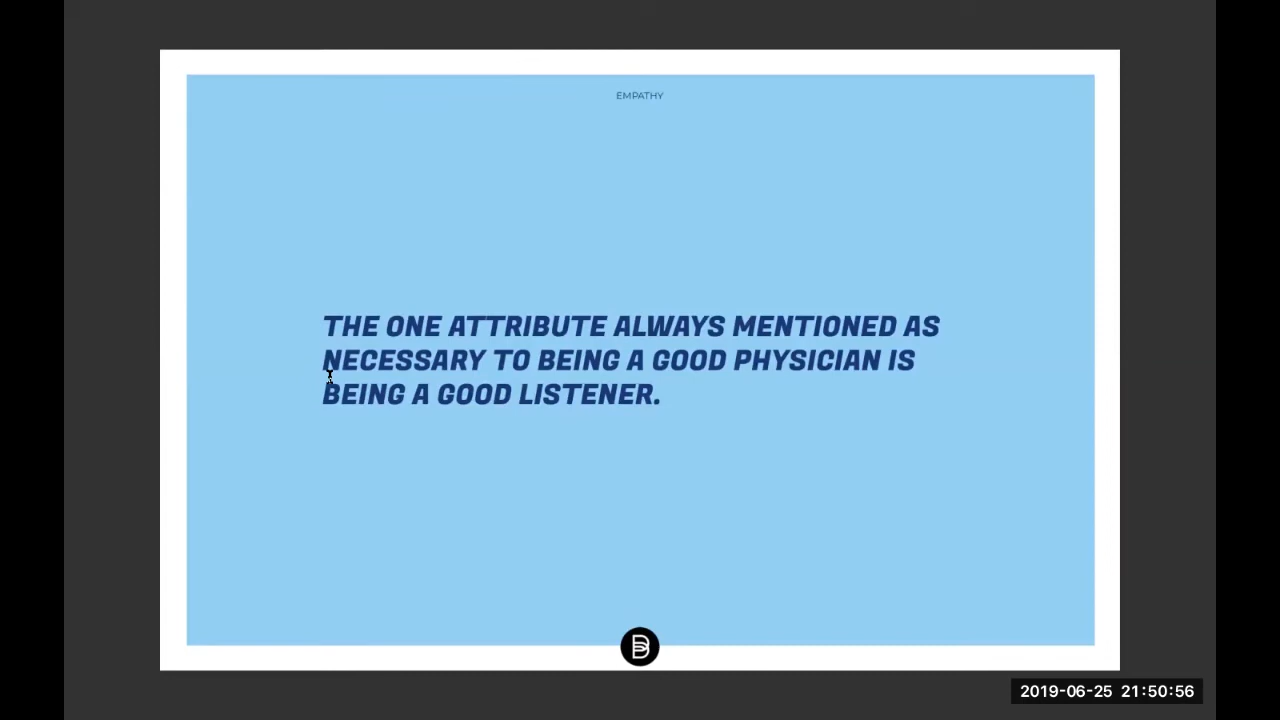 EMPATHY
THE ONE ATTRIBUTE ALWAYS MENTIONED AS
NECESSARY TO BEING A GOOD PHYSICIAN IS
BEING A GOOD LISTENER.
B
2019-06-25 21:50:56